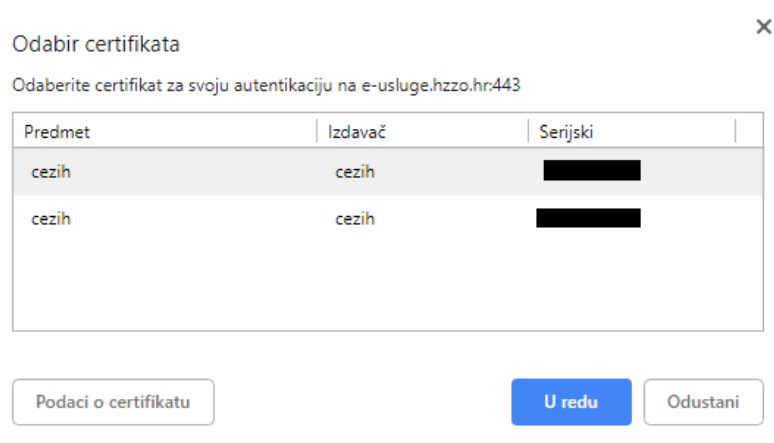 Odabir certifikata
Odaberite certifikat za svoju autentikaciju na e-usluge.hzzo.hr:443
Predmet Izdavač Serijski
cezih cezih
cezih cezih
Podaci o certifikatu U redu Odustani